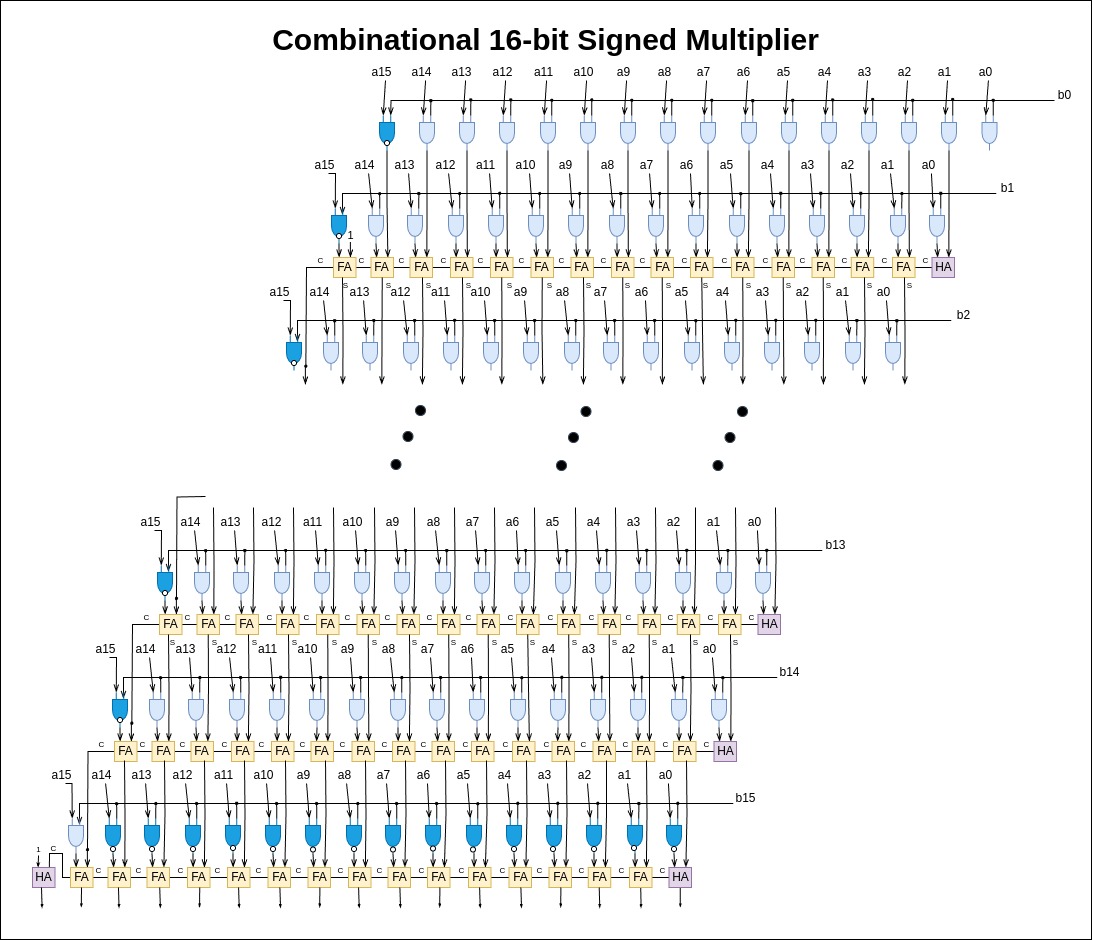 Combinational 16-bit Signed Multiplier
a15 a14 a13 a12 a11 a10 a9 a8 a7 a6 a5 a4 a3 a2 a1 a0
b0
a15 a14 a13 a12 a11 a10 a9 a8 a7 a6 a5 a4 a3 a2 a1 a0
b1
1
C FA C FA C FA C FA C FA C FA C FA C FA C FA C FA C FA C FA C FA C FA C FA C HA
S S S S S S S S S S S S S S S
a15 a14 a13 a12 a11 a10 a9 a8 a7 a6 a5 a4 a3 a2 a1 a0
b2
a15 a14 a13 a12 a11 a10 a9 a8 a7 a6 a5 a4 a3 a2 a1 a0
b13
C FA C FA C FA C FA C FA C FA C FA C FA C FA C FA C FA C FA C FA C FA C FA C HA
S S S S S S S S S S S S S S S
a15 a14 a13 a12 a11 a10 a9 a8 a7 a6 a5 a4 a3 a2 a1 a0
b14
C FA C FA C FA C FA C FA C FA C FA C FA C FA C FA C FA C FA C FA C FA C FA C HA
a15 a14 a13 a12 a11 a10 a9 a8 a7 a6 a5 a4 a3 a2 a1 a0
b15
1 C
HA FA C FA C FA C FA C FA C FA C FA C FA C FA C FA C FA C FA C FA C FA C FA C HA